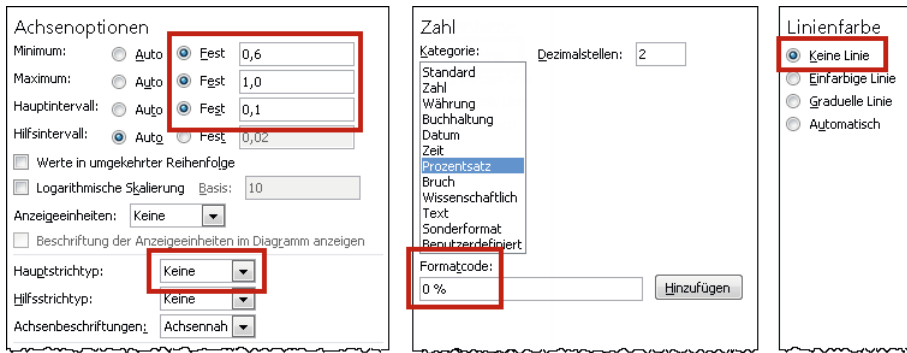 Achsenoptionen
Minimum: Auto Fest 0,6
Maximum: Auto Fest 1,0
Hauptintervall: Auto Fest 0,1
Hilfsintervall: Auto Fest 0,02
Werte in umgekehrter Reihenfolge
Logarithmische Skalierung Basis: 10
Anzeigeeinheiten: Keine
Beschriftung der Anzeigeeinheiten im Diagramm anzeigen
Hauptstrichtyp: Keine
Hilfsstrichtyp: Keine
Achsenbeschriftungen: Achsennah
Zahl
Kategorie: Dezimalstellen: 2
Standard
Zahl
Währung
Buchhaltung
Datum
Zeit
Prozentsatz
Bruch
Wissenschaftlich
Text
Sonderformat
Benutzerdefiniert
Formatcode:
0 % Hinzufügen
Linienfarbe
Keine Linie
Einfarbige Linie
Graduelle Linie
Automatisch